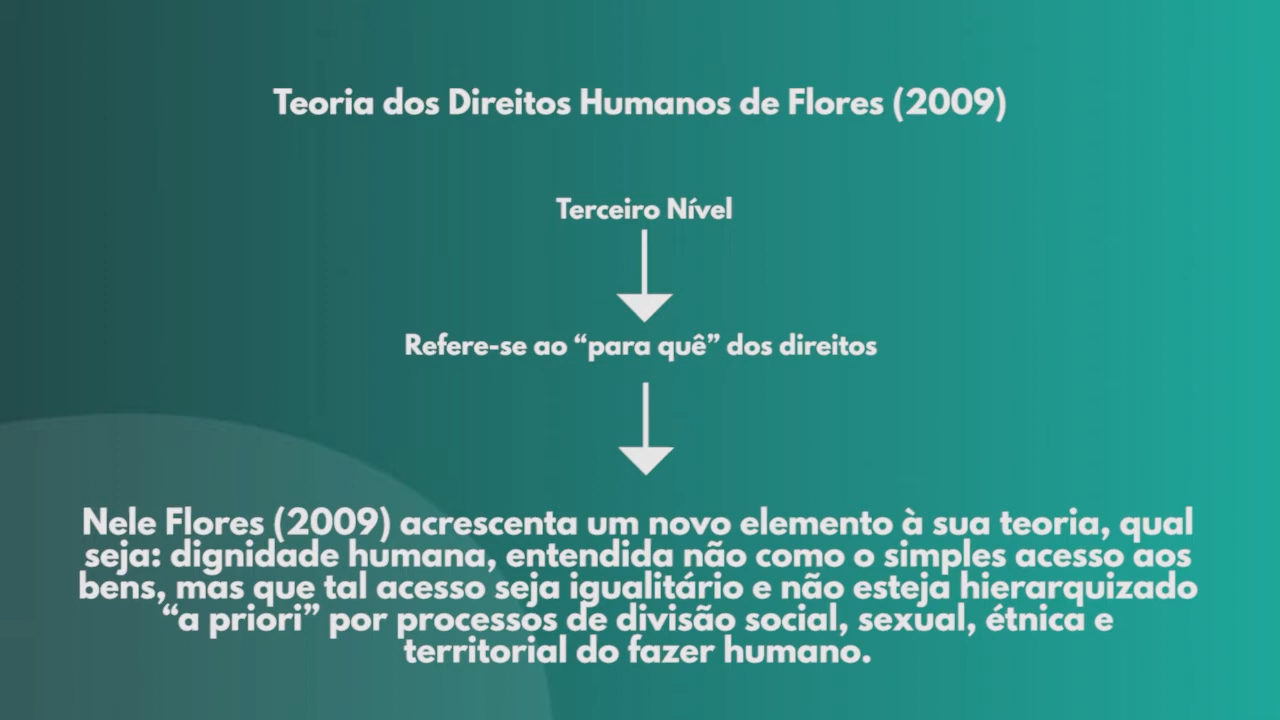 Teoria dos Direitos Humanos de Flores (2009)
Terceiro Nível
Refere-se ao “para quê” dos direitos
Nele Flores (2009) acrescenta um novo elemento à sua teoria, qual
seja: dignidade humana, entendida não como o simples acesso aos
bens, mas que tal acesso seja igualitário e não esteja hierarquizado
“a priori” por processos de divisão social, sexual, étnica e
territorial do fazer humano.